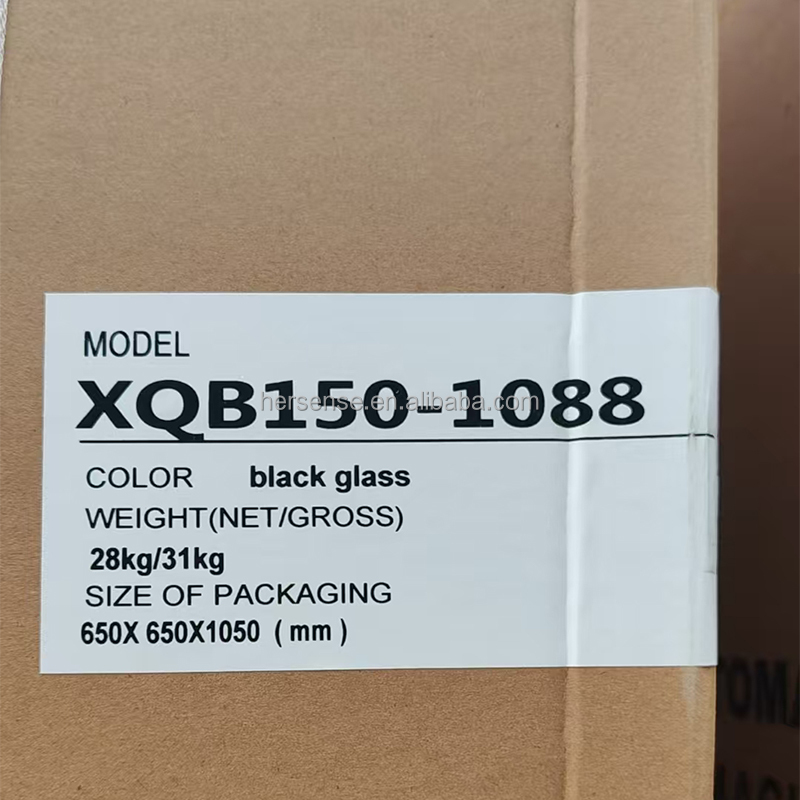 MODEL
XQB150-1088
hersense.en.alibaba.com
COLOR black glass
WEIGHT(NET/GROSS)
28kg/31kg
SIZE OF PACKAGING
650X 650X1050 ( mm )